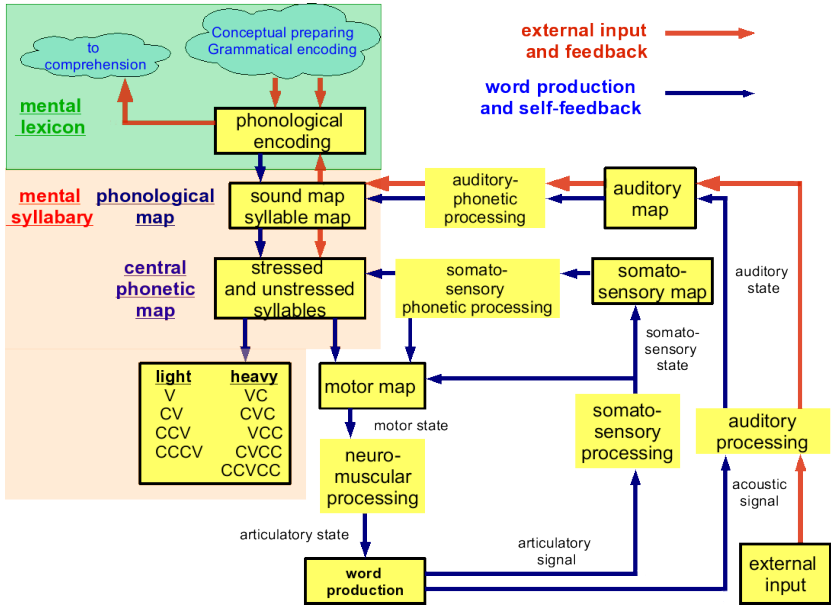 Conceptual preparing
Grammatical encoding
to
comprehension
external input
and feedback
word production
and self-feedback
mental
lexicon
phonological
encoding
mental
syllabary
phonological
map
sound map
syllable map
auditory-
phonetic
processing
auditory
map
central
phonetic
map
stressed
and unstressed
syllables
somato-
sensory
phonetic processing
somato-
sensory map
auditory
state
somato-
sensory
state
light heavy
V VC
CV CVC
CCV VCC
CCCV CVCC
CCVCC
motor map
motor state
somato-
sensory
processing
auditory
processing
neuro-
muscular
processing
acoustic
signal
articulatory state
articulatory
signal
word
production
external
input